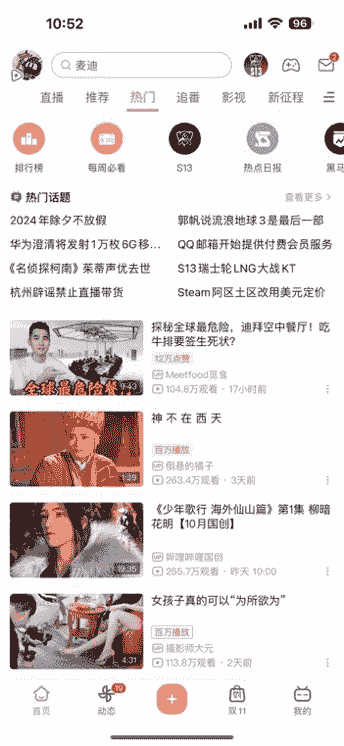 10:52
96
麦迪
2
直播 推荐 热门 追番 影视 新征程
排行榜 每周必看 S13 热点日报 黑马
热门话题 查看更多 >
2024年除夕不放假 郭帆说流浪地球3是最后一部
华为澄清将发射1万枚6G移... QQ邮箱开始提供付费会员服务
《名侦探柯南》茱蒂声优去世 S13瑞士轮LNG大战KT
杭州辟谣禁止直播带货 Steam阿区土区改用美元定价
探秘全球最危险，迪拜空中餐厅！吃
牛排要签生死状？
全球最危险餐厅
9:43
12万点赞
UP Meetfood觅食
104.8万观看 · 17小时前
神 不 在 西 天
1:29
百万播放
UP 倒悬的橘子
263.4万观看 · 3天前
《少年歌行 海外仙山篇》第1集 柳暗
花明【10月国创】
19:35
UP 哔哩哔哩国创
265.7万观看 · 昨天 10:00
女孩子真的可以“为所欲为”
4:31
百万播放
UP 摄影师大元
113.8万观看 · 2天前
19
首页 动态 双11 我的